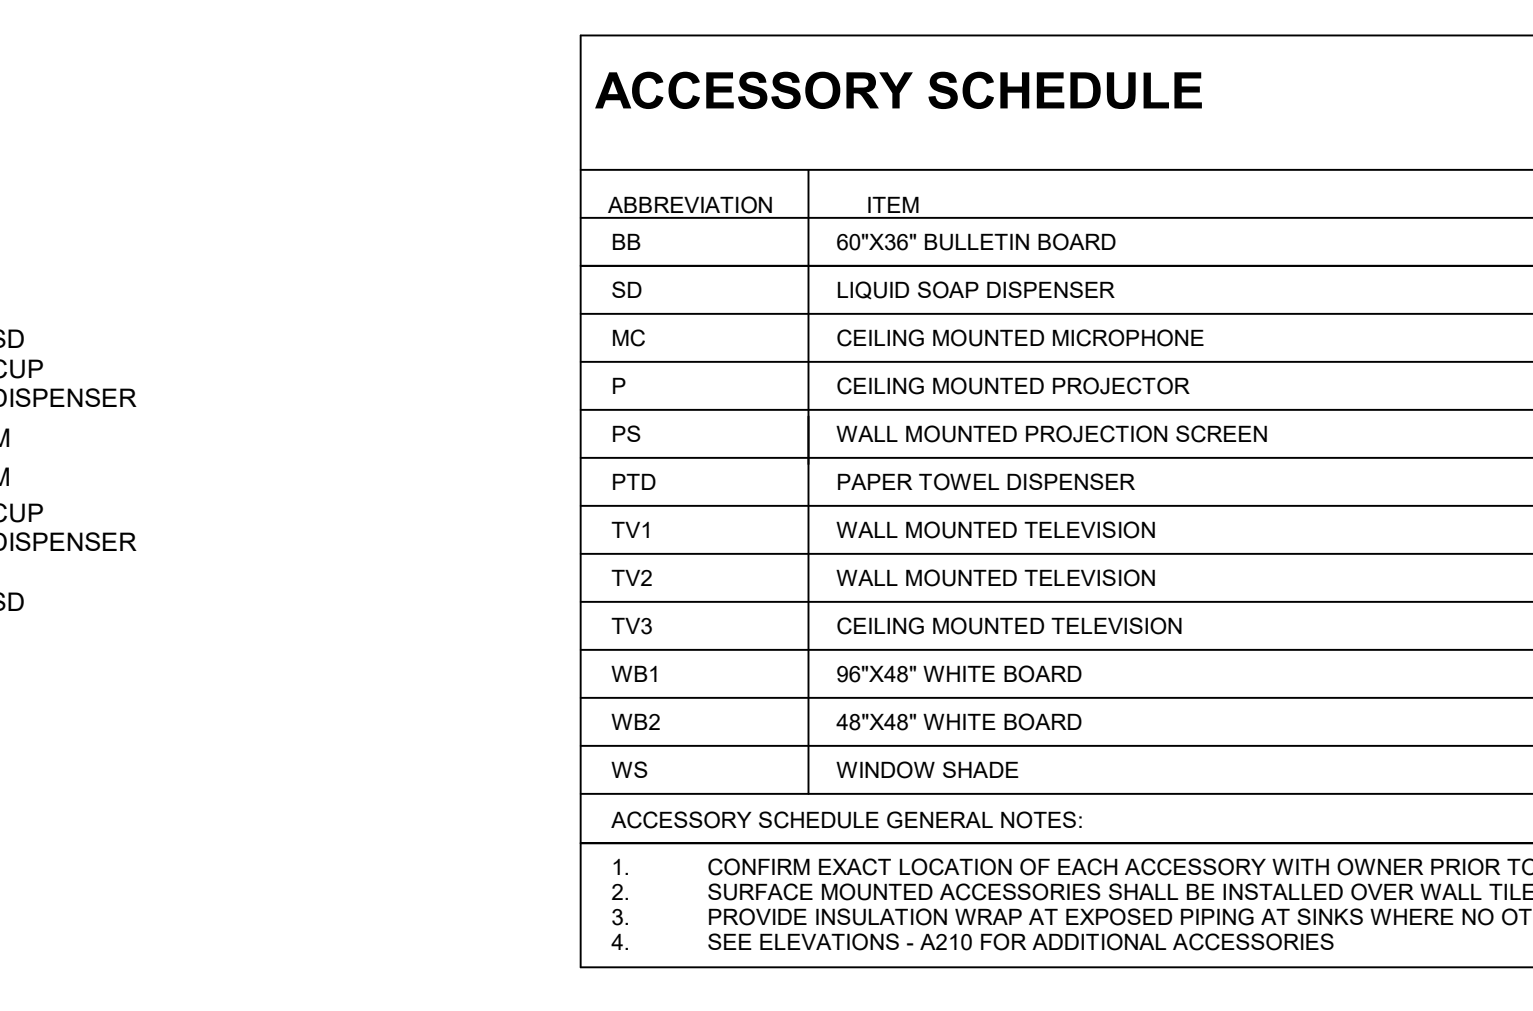 SD
CUP
DISPENSER
M
M
CUP
DISPENSER
SD
ACCESSORY SCHEDULE
ABBREVIATION ITEM
BB 60"X36" BULLETIN BOARD
SD LIQUID SOAP DISPENSER
MC CEILING MOUNTED MICROPHONE
P CEILING MOUNTED PROJECTOR
PS WALL MOUNTED PROJECTION SCREEN
PTD PAPER TOWEL DISPENSER
TV1 WALL MOUNTED TELEVISION
TV2 WALL MOUNTED TELEVISION
TV3 CEILING MOUNTED TELEVISION
WB1 96"X48" WHITE BOARD
WB2 48"X48" WHITE BOARD
WS WINDOW SHADE
ACCESSORY SCHEDULE GENERAL NOTES:
1. CONFIRM EXACT LOCATION OF EACH ACCESSORY WITH OWNER PRIOR TO
2. SURFACE MOUNTED ACCESSORIES SHALL BE INSTALLED OVER WALL TILE
3. PROVIDE INSULATION WRAP AT EXPOSED PIPING AT SINKS WHERE NO OT
4. SEE ELEVATIONS - A210 FOR ADDITIONAL ACCESSORIES